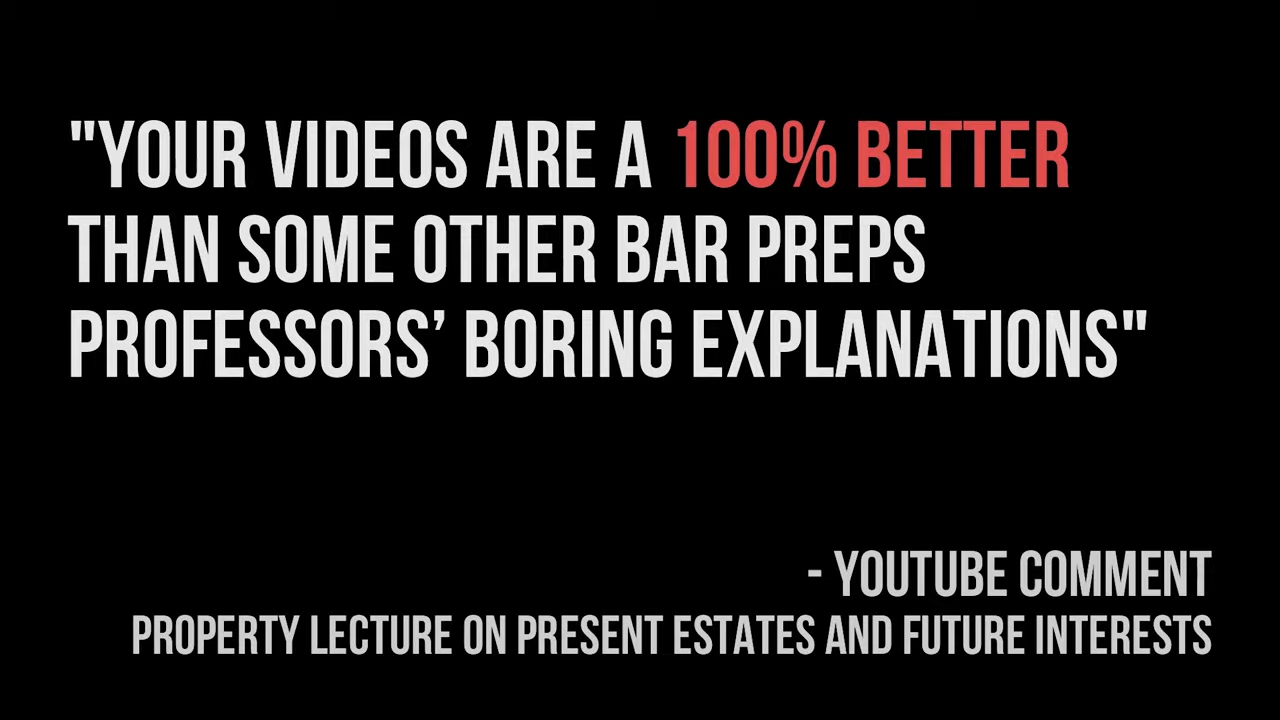 "YOUR VIDEOS ARE A 100% BETTER
THAN SOME OTHER BAR PREPS
PROFESSORS’ BORING EXPLANATIONS"
- YOUTUBE COMMENT
PROPERTY LECTURE ON PRESENT ESTATES AND FUTURE INTERESTS